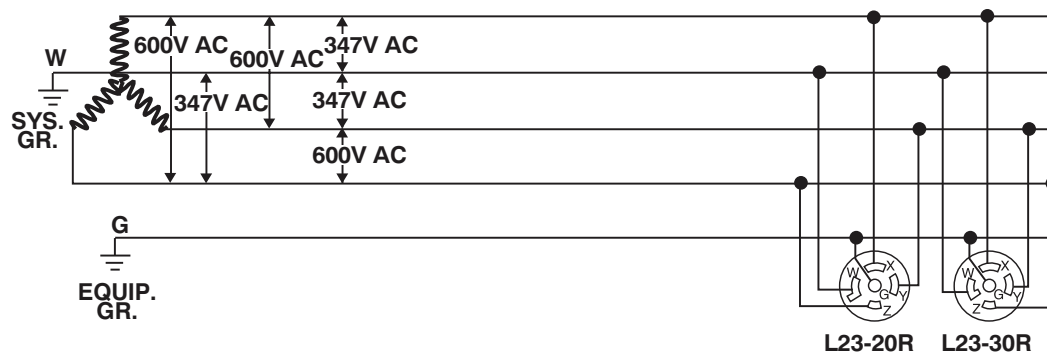 600V AC
600V AC
347V AC
W
347V AC
347V AC
SYS.
GR.
600V AC
G
EQUIP.
GR.
W
X
G
Y
Z
W
X
G
Y
Z
L23-20R
L23-30R